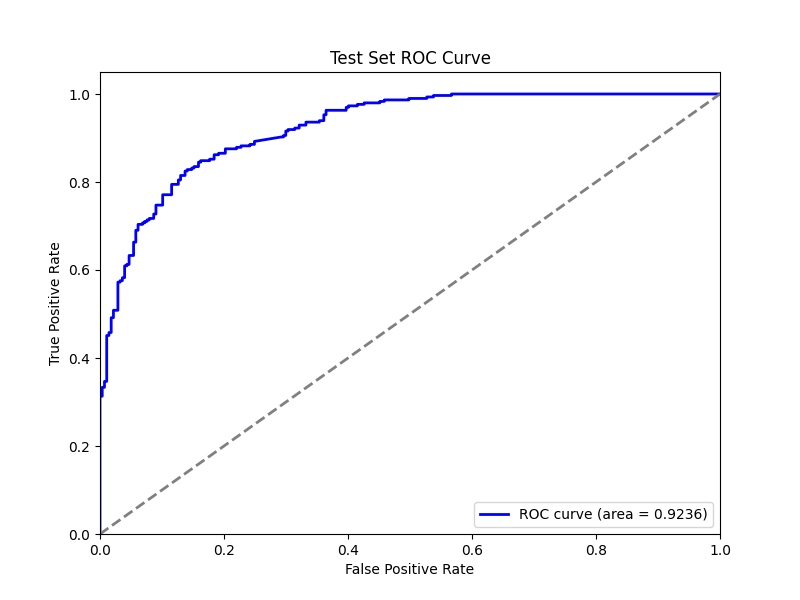 Test Set ROC Curve
True Positive Rate
1.0
0.8
0.6
0.4
0.2
0.0
ROC curve (area = 0.9236)
0.0 0.2 0.4 0.6 0.8 1.0
False Positive Rate